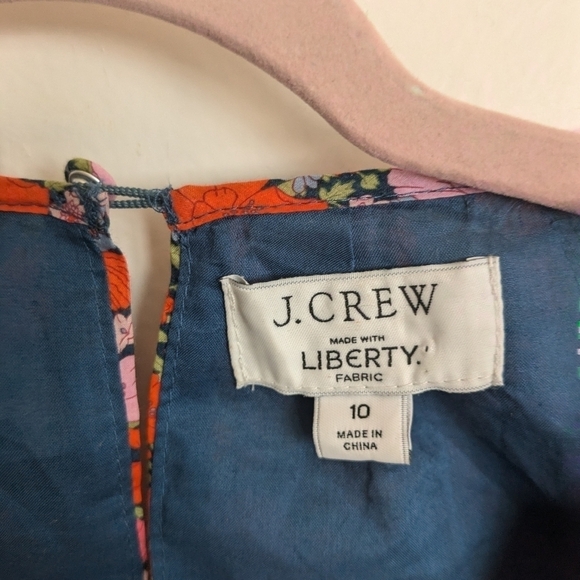 J.CREW
MADE WITH
LIBERTY.
FABRIC
10
MADE IN
CHINA